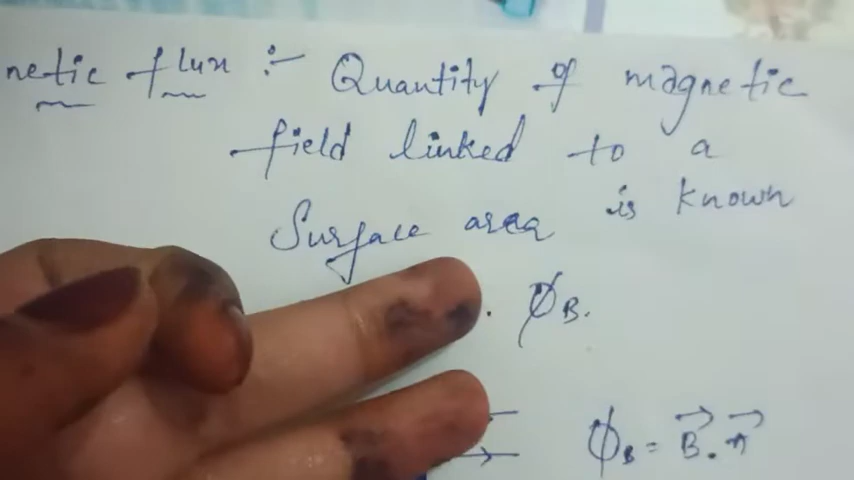 netic flux :- Quantity of magnetic
field linked to a
Surface area is known
. ϕB.
ϕB = B⃗ . A⃗